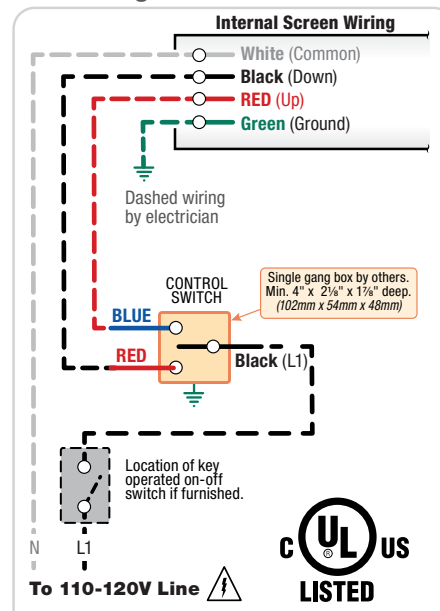 Internal Screen Wiring
White (Common)
Black (Down)
RED (Up)
Green (Ground)
Dashed wiring
by electrician
CONTROL
SWITCH
Single gang box by others.
Min. 4" x 2⅛" x 1⅞" deep.
(102mm x 54mm x 48mm)
BLUE
RED
Black (L1)
Location of key
operated on-off
switch if furnished.
N
L1
To 110-120V Line
C UL US
®
LISTED